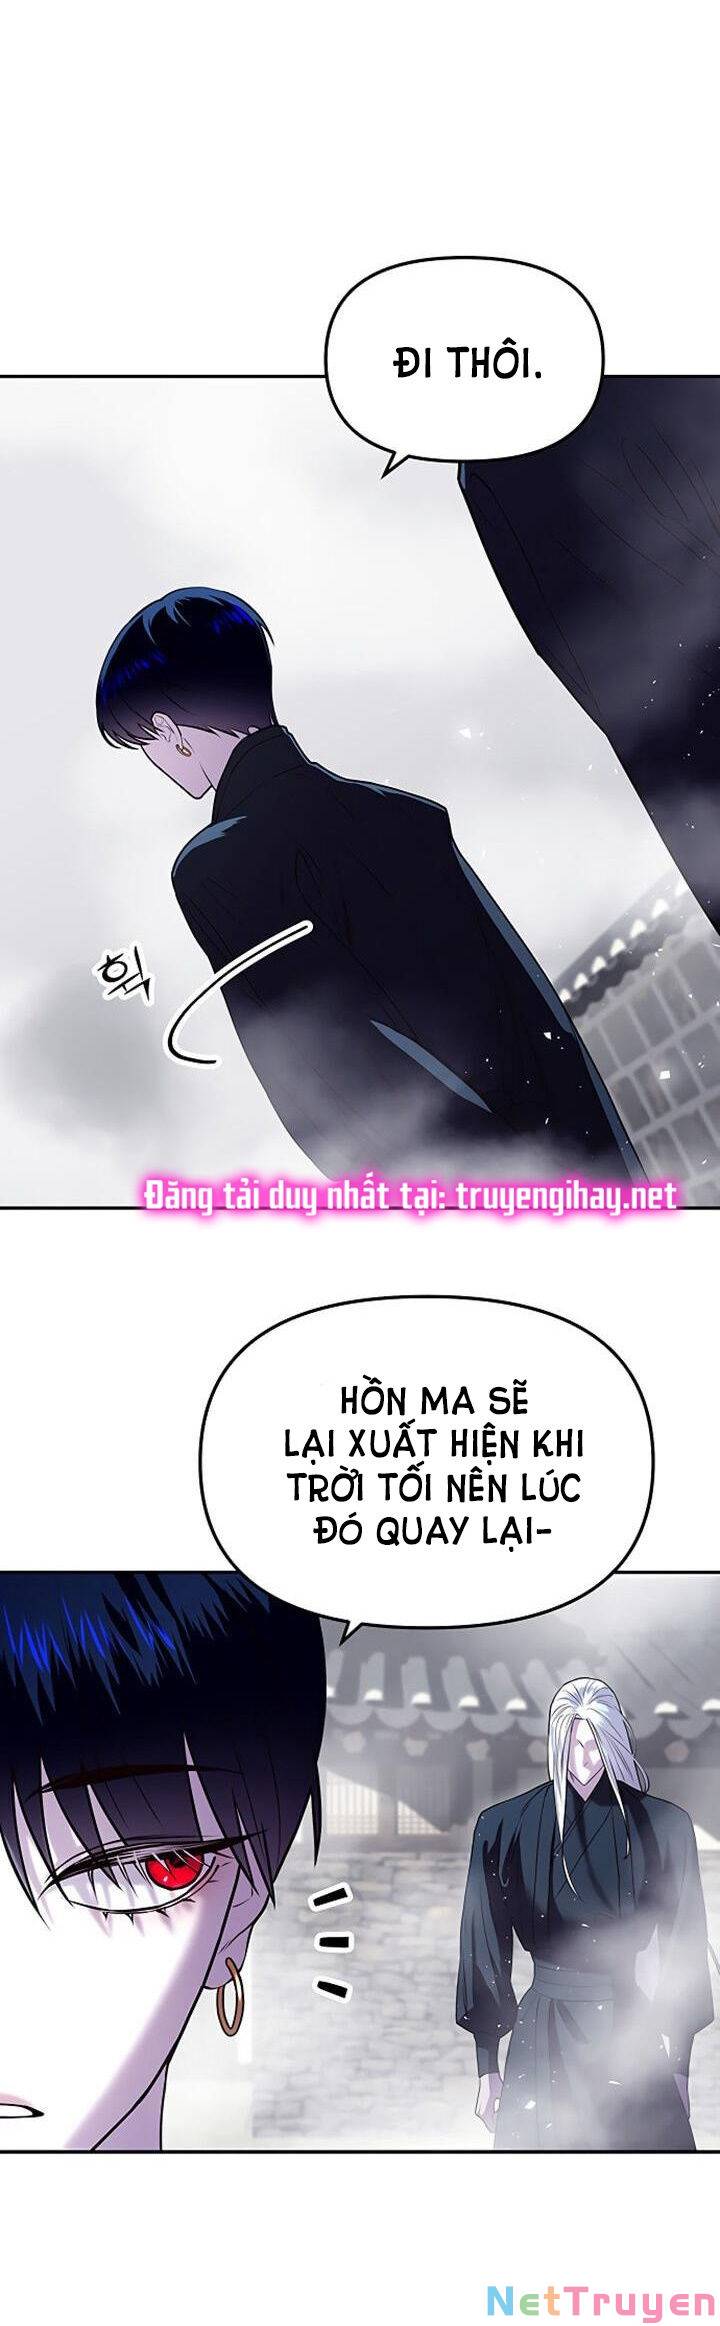 ĐI THÔI.
휙
Đăng tải duy nhất tại: truyengihay.net
HỒN MA SẼ
LẠI XUẤT HIỆN KHI
TRỜI TỐI NÊN LÚC
ĐÓ QUAY LẠI-
NetTruyen